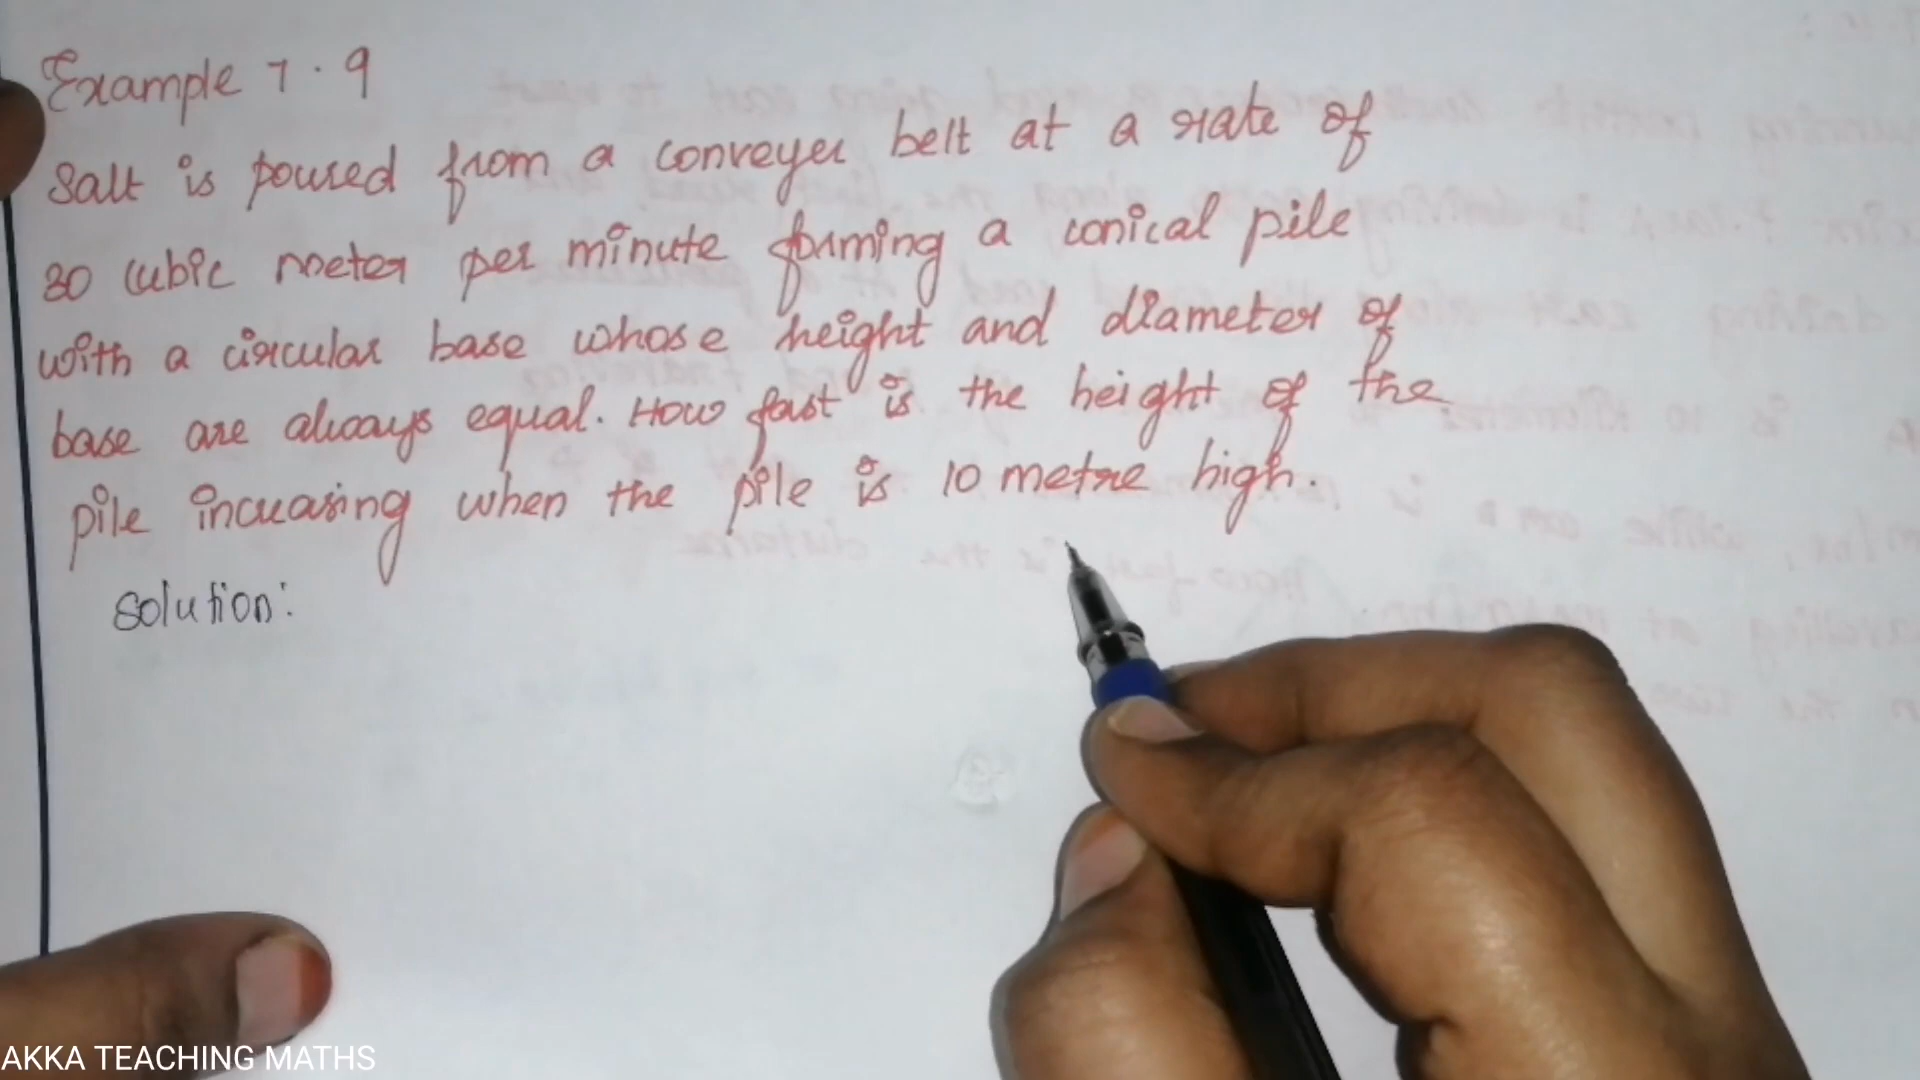 Example 7.9
Salt is poured from a conveyer belt at a rate of
30 cubic meter per minute forming a conical pile
with a circular base whose height and diameter of
base are always equal. How fast is the height of the
pile increasing when the pile is 10 metre high.
Solution:
AKKA TEACHING MATHS